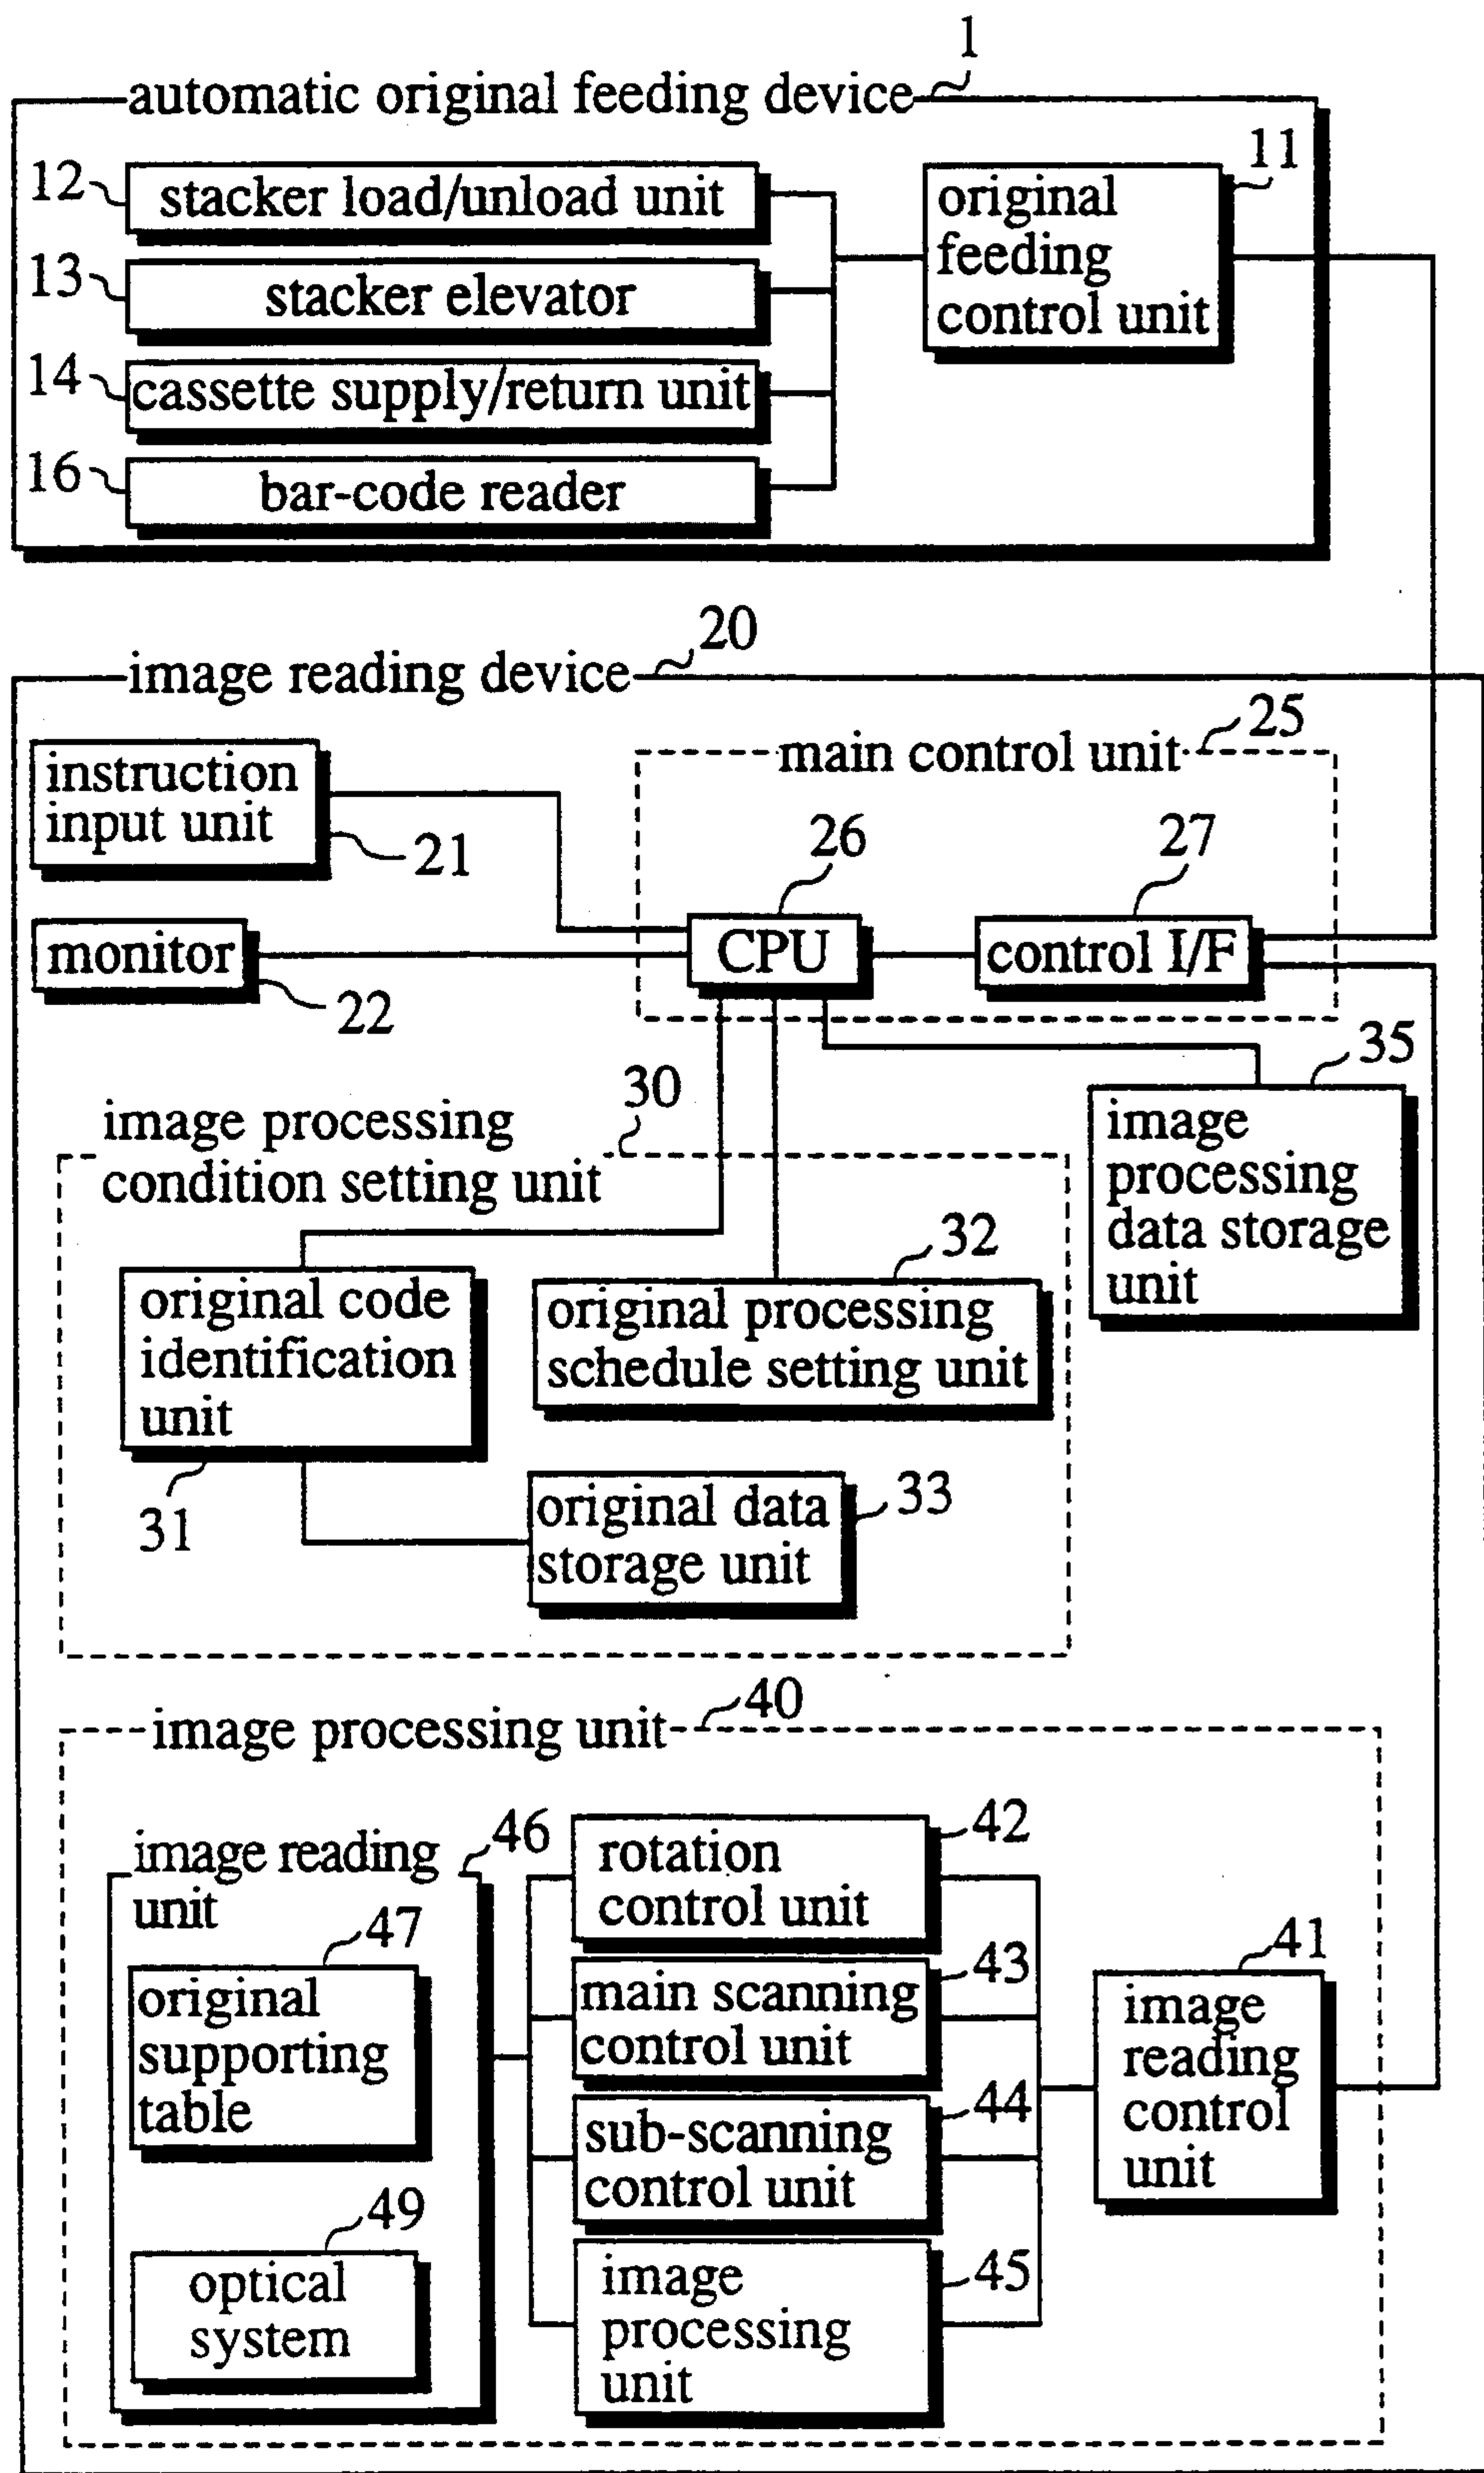 1
automatic original feeding device
12
stacker load/unload unit
original
feeding
control unit
11
13
stacker elevator
14
cassette supply/return unit
16
bar-code reader
image reading device
20
instruction
input unit
21
main control unit
25
26
27
CPU
control I/F
monitor
22
35
image
processing
data storage
unit
30
image processing
condition setting unit
32
original code
identification
unit
31
original processing
schedule setting unit
original data
storage unit
33
image processing unit
40
image reading
unit
46
47
original
supporting
table
49
optical
system
rotation
control unit
42
main scanning
control unit
43
sub-scanning
control unit
44
image
processing
unit
45
41
image
reading
control
unit